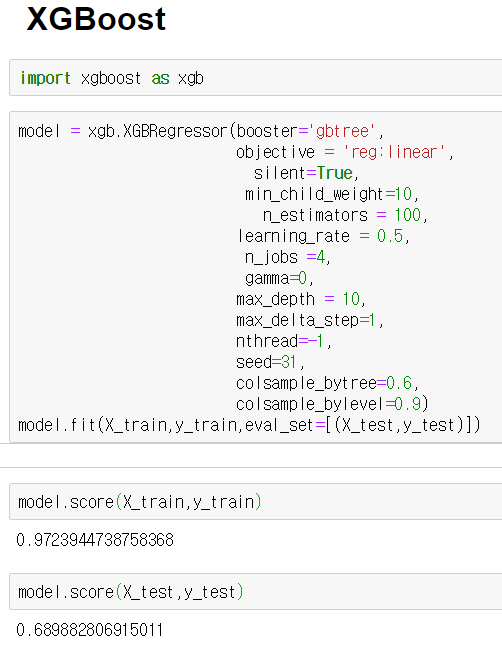 XGBoost
import xgboost as xgb
model = xgb.XGBRegressor(booster='gbtree',
objective = 'reg:linear',
silent=True,
min_child_weight=10,
n_estimators = 100,
learning_rate = 0.5,
n_jobs =4,
gamma=0,
max_depth = 10,
max_delta_step=1,
nthread=-1,
seed=31,
colsample_bytree=0.6,
colsample_bylevel=0.9)
model.fit(X_train,y_train,eval_set=[(X_test,y_test)])
model.score(X_train,y_train)
0.9723944738758368
model.score(X_test,y_test)
0.689882806915011